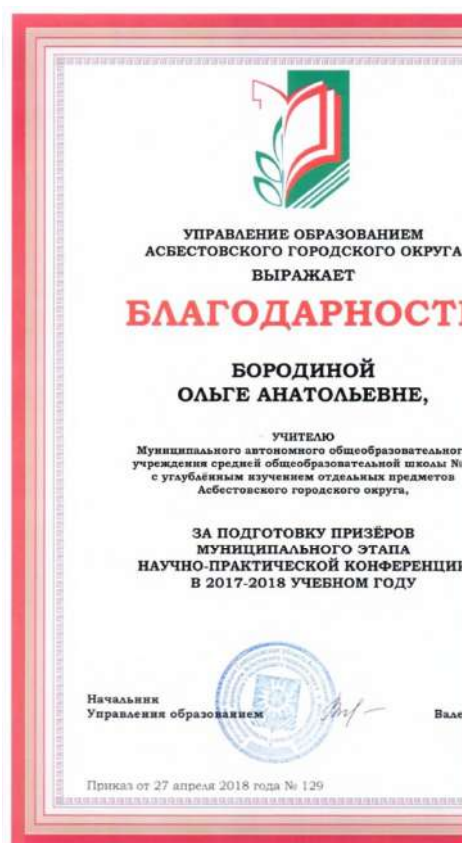 УПРАВЛЕНИЕ ОБРАЗОВАНИЕМ
АСБЕСТОВСКОГО ГОРОДСКОГО ОКРУГА
ВЫРАЖАЕТ
БЛАГОДАРНОСТЬ
БОРОДИНОЙ
ОЛЬГЕ АНАТОЛЬЕВНЕ,
УЧИТЕЛЮ
Муниципального автономного общеобразовательног
учреждения средней общеобразовательной школы №
с углублённым изучением отдельных предметов
Асбестовского городского округа,
ЗА ПОДГОТОВКУ ПРИЗЁРОВ
МУНИЦИПАЛЬНОГО ЭТАПА
НАУЧНО-ПРАКТИЧЕСКОЙ КОНФЕРЕНЦИИ
В 2017-2018 УЧЕБНОМ ГОДУ
Начальник
Управления образованием
Вале
Приказ от 27 апреля 2018 года № 129